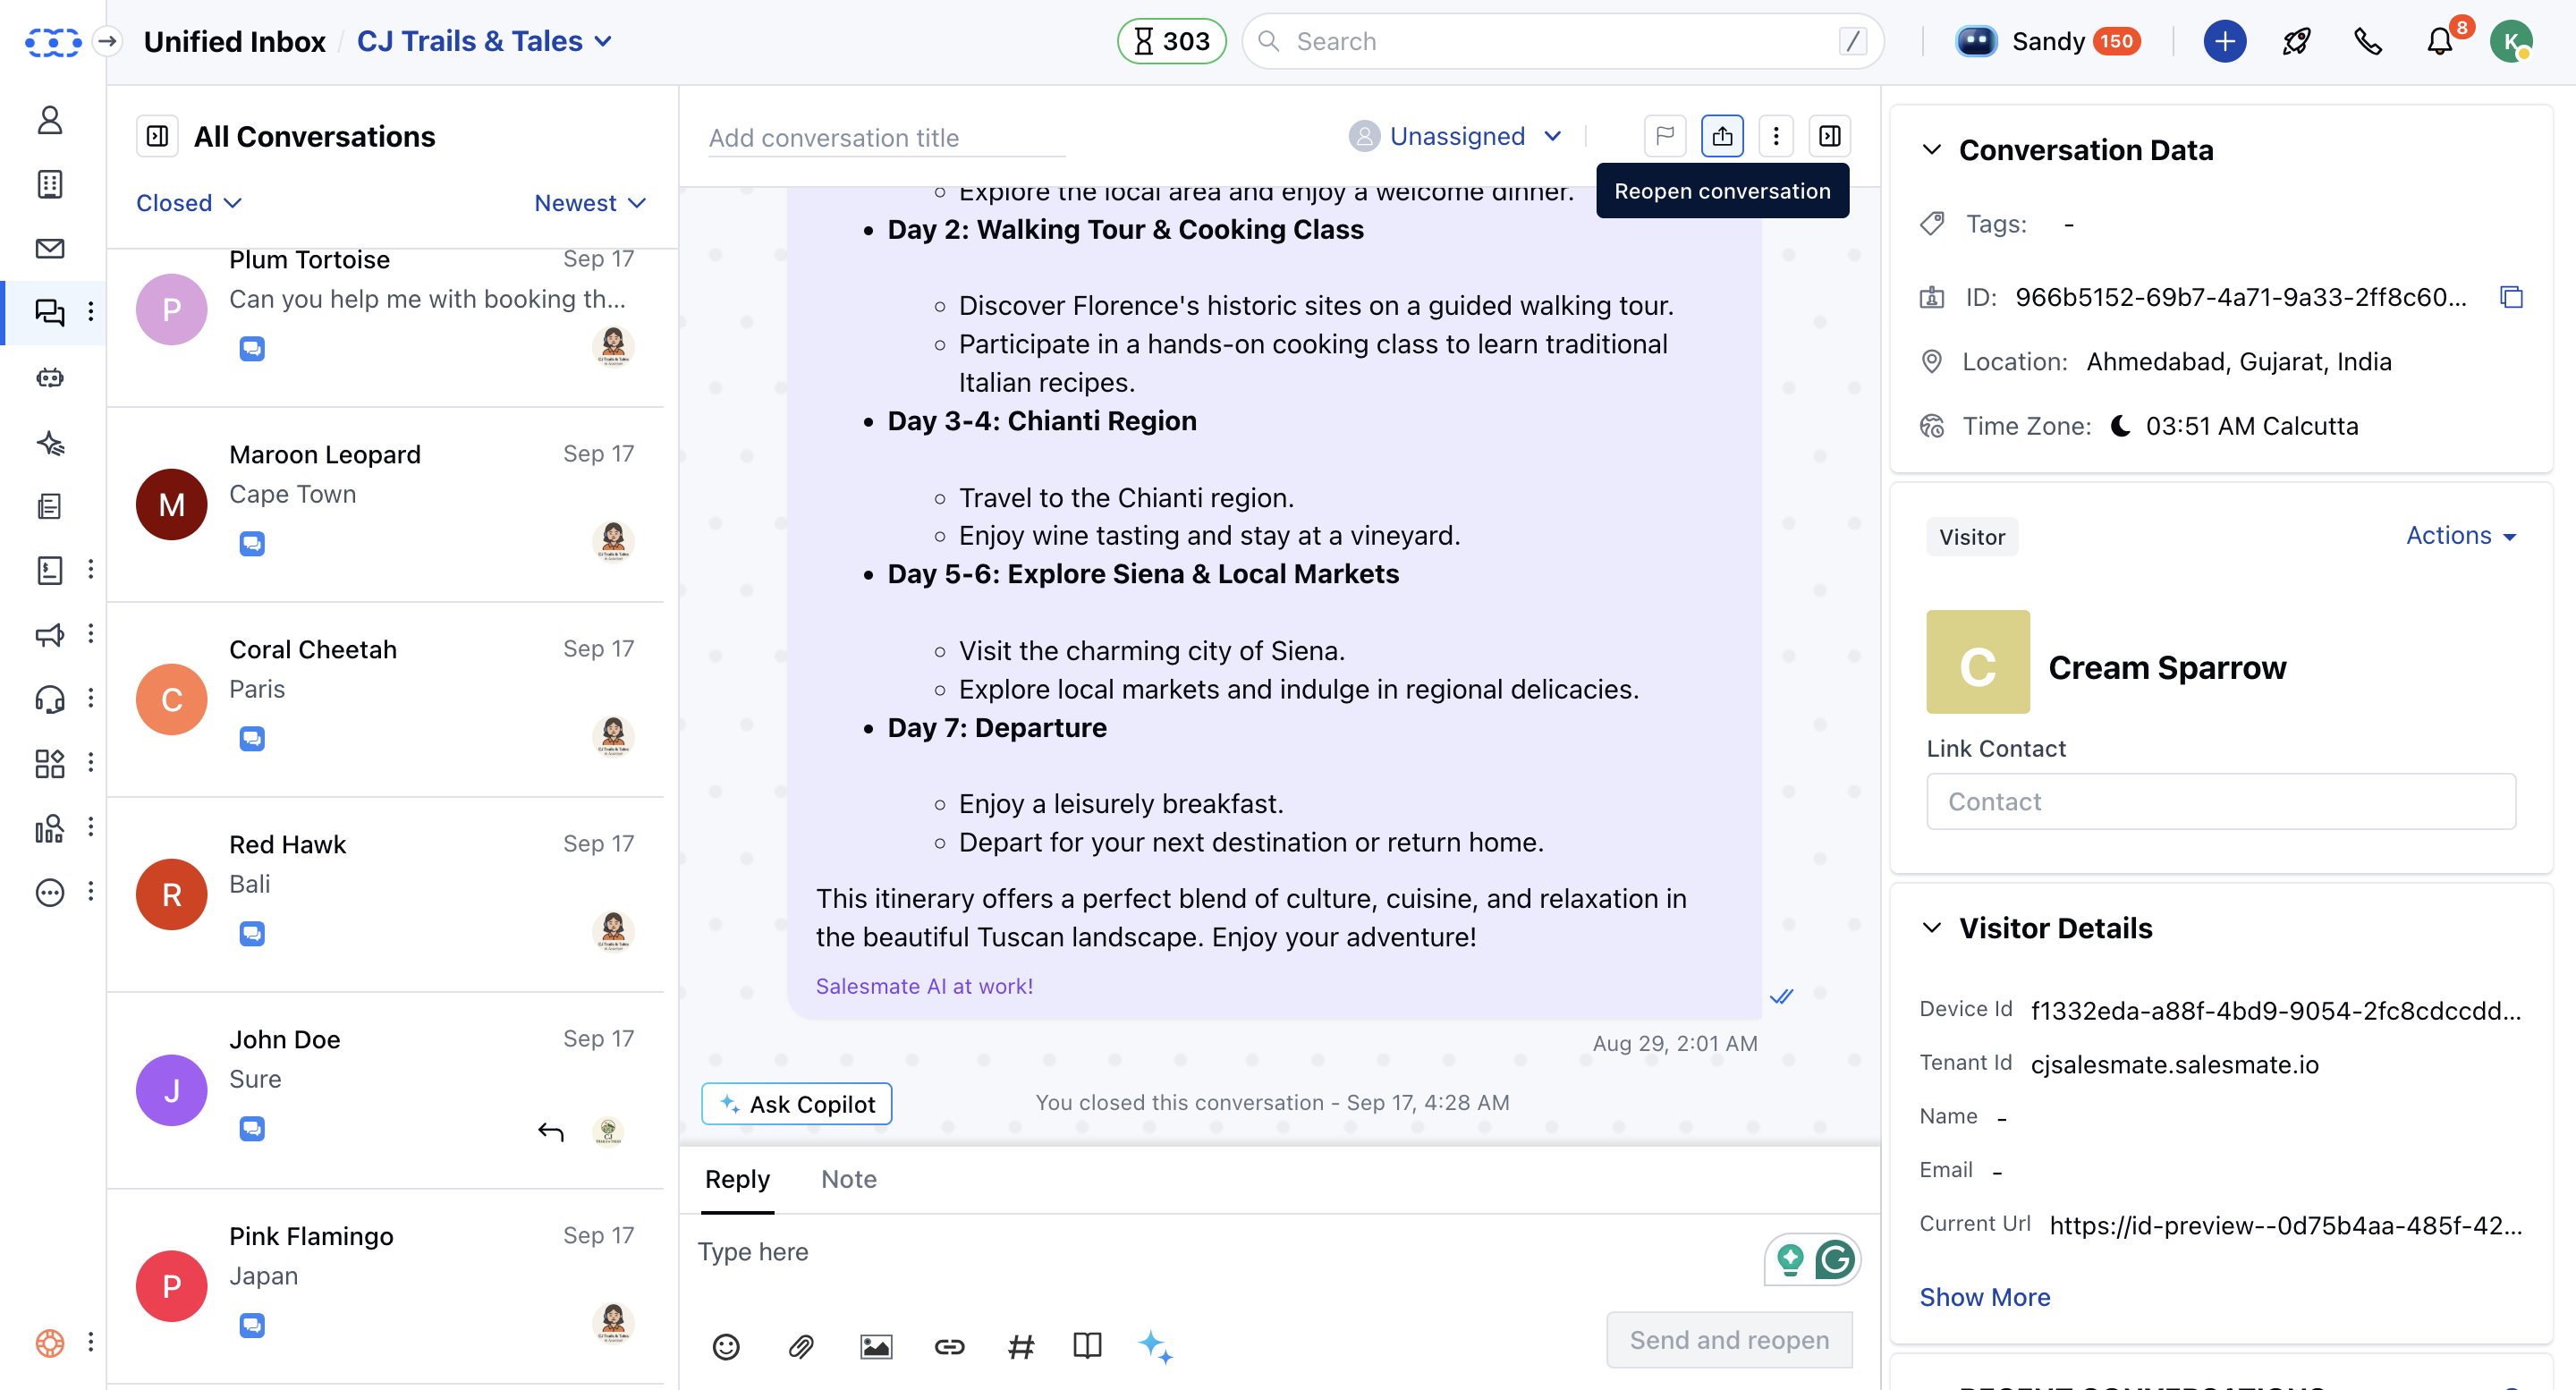 Unified Inbox / CJ Trails & Tales
303
Search
/
Sandy 150
8
K
All Conversations
Closed
Newest
Plum Tortoise
Sep 17
P
Can you help me with booking th...
Maroon Leopard
Sep 17
M
Cape Town
Coral Cheetah
Sep 17
C
Paris
Red Hawk
Sep 17
R
Bali
John Doe
Sep 17
J
Sure
Pink Flamingo
Sep 17
P
Japan
Add conversation title
Unassigned
Reopen conversation
Explore the local area and enjoy a welcome dinner.
Day 2: Walking Tour & Cooking Class
Discover Florence's historic sites on a guided walking tour.
Participate in a hands-on cooking class to learn traditional
Italian recipes.
Day 3-4: Chianti Region
Travel to the Chianti region.
Enjoy wine tasting and stay at a vineyard.
Day 5-6: Explore Siena & Local Markets
Visit the charming city of Siena.
Explore local markets and indulge in regional delicacies.
Day 7: Departure
Enjoy a leisurely breakfast.
Depart for your next destination or return home.
This itinerary offers a perfect blend of culture, cuisine, and relaxation in
the beautiful Tuscan landscape. Enjoy your adventure!
Salesmate AI at work!
Aug 29, 2:01 AM
Ask Copilot
You closed this conversation - Sep 17, 4:28 AM
Reply
Note
Type here
Send and reopen
Conversation Data
Tags: -
ID: 966b5152-69b7-4a71-9a33-2ff8c60...
Location: Ahmedabad, Gujarat, India
Time Zone: 03:51 AM Calcutta
Visitor
Actions
C
Cream Sparrow
Link Contact
Contact
Visitor Details
Device Id f1332eda-a88f-4bd9-9054-2fc8cdccdd...
Tenant Id cjsalesmate.salesmate.io
Name -
Email -
Current Url https://id-preview--0d75b4aa-485f-42...
Show More